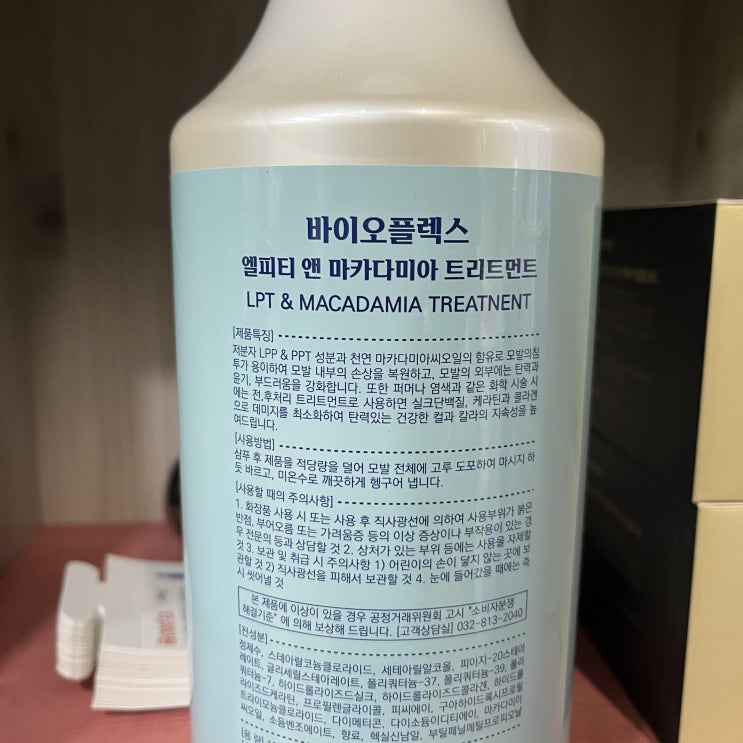 바이오플렉스
엘피티 앤 마카다미아 트리트먼트
LPT & MACADAMIA TREATNENT
[제품특징]
저분자 LPP & PPT 성분과 천연 마카다미아씨오일의 함유로 모발의침
투가 용이하여 모발 내부의 손상을 복원하고, 모발의 외부에는 탄력과
윤기, 부드러움을 강화합니다. 또한 퍼머나 염색과 같은 화학 시술 시
에는 전,후처리 트리트먼트로 사용하면 실크단백질, 케라틴과 콜라겐
으로 데미지를 최소화하여 탄력있는 건강한 컬과 칼라의 지속성을 높
여드립니다.
[사용방법]
샴푸 후 제품을 적당량을 덜어 모발 전체에 고루 도포하여 마시지 하
듯 바르고, 미온수로 깨끗하게 헹구어 냅니다.
[사용할 때의 주의사항]
1. 화장품 사용 시 또는 사용 후 직사광선에 의하여 사용부위가 붉은
반점, 부어오름 또는 가려움증 등의 이상 증상이나 부작용이 있는 경
우 전문의 등과 상담할 것 2. 상처가 있는 부위 등에는 사용을 자제할
것 3. 보관 및 취급 시 주의사항 1) 어린이의 손이 닿지 않는 곳에 보
관할 것 2) 직사광선을 피해서 보관할 것 4. 눈에 들어갔을 때에는 즉
시 씻어낼 것
본 제품에 이상이 있을 경우 공정거래위원회 고시 "소비자분쟁
해결기준" 에 의해 보상해 드립니다. [고객상담실] 032-813-2040
[전성분]
정제수, 스테아랄코늄클로라이드, 세테아릴알코올, 피이지-20스테아
레이트, 글리세릴스테아레이트, 폴리쿼터늄-37, 폴리쿼터늄-39, 폴리
쿼터늄-7, 하이드롤라이즈드실크, 하이드롤라이즈드콜라겐, 하이드롤
라이즈드케라틴, 프로필렌글라이콜, 피씨에이, 구아하이드록시프로필
트라이모늄클로라이드, 다이메티콘, 다이소듐이디티에이, 마카다미아
씨오일, 소듐벤조에이트, 향료, 헥실신남알, 부틸페닐메틸프로피오날
[용 량]